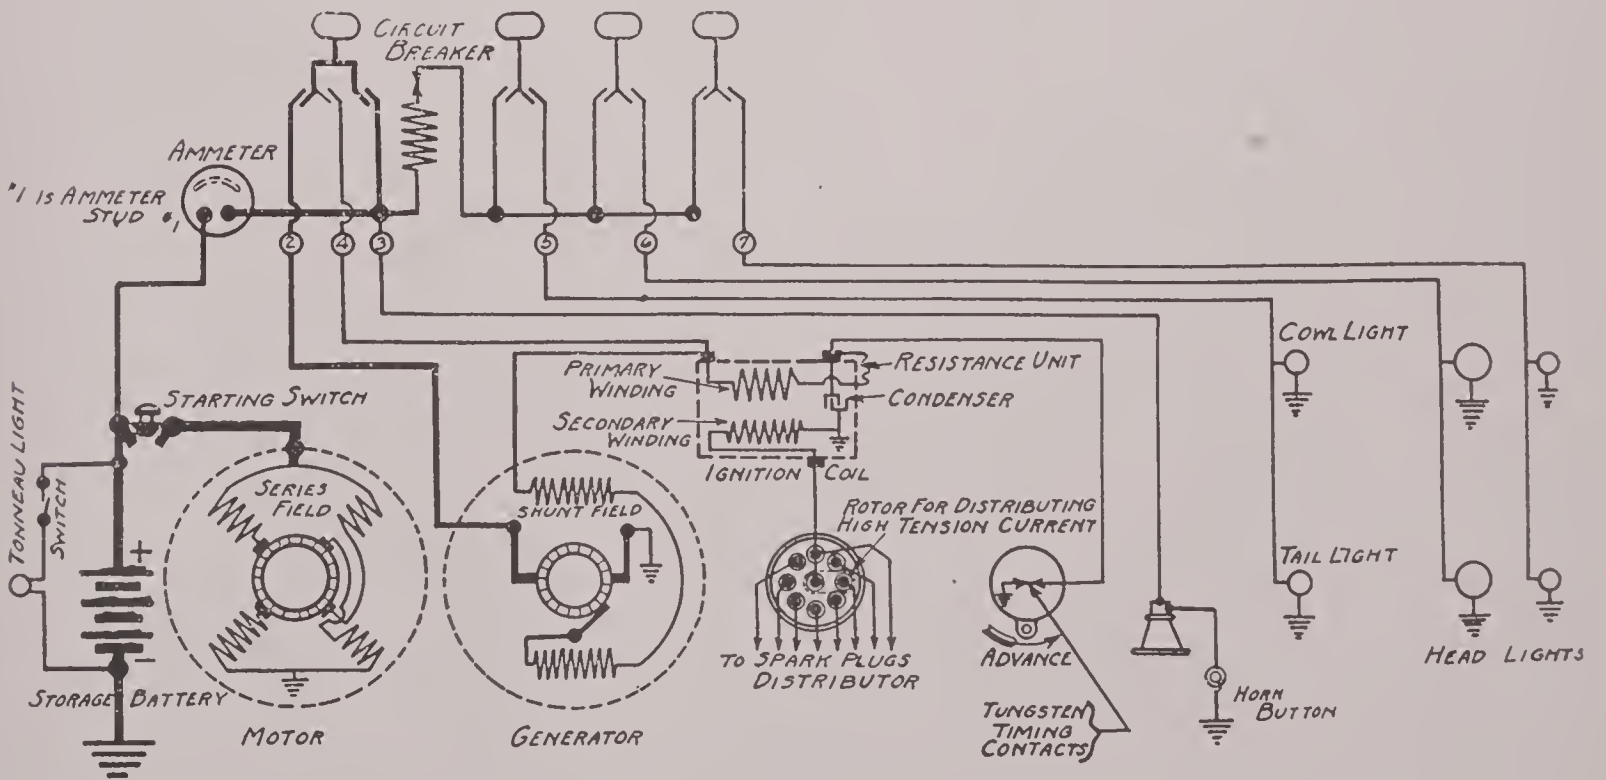 CIRCUIT
BREAKER
AMMETER
#1 IS AMMETER
STUD #1
2 4 3 5 6 7
COWL LIGHT
PRIMARY
WINDING
RESISTANCE UNIT
CONDENSER
STARTING SWITCH
SECONDARY
WINDING
IGNITION COIL
TONNEAU LIGHT
SWITCH
SERIES
FIELD
SHUNT FIELD
ROTOR FOR DISTRIBUTING
HIGH TENSION CURRENT
TAIL LIGHT
+
-
TO SPARK PLUGS
DISTRIBUTOR
ADVANCE
HEAD LIGHTS
STORAGE BATTERY
HORN
BUTTON
MOTOR
GENERATOR
TUNGSTEN
TIMING
CONTACTS